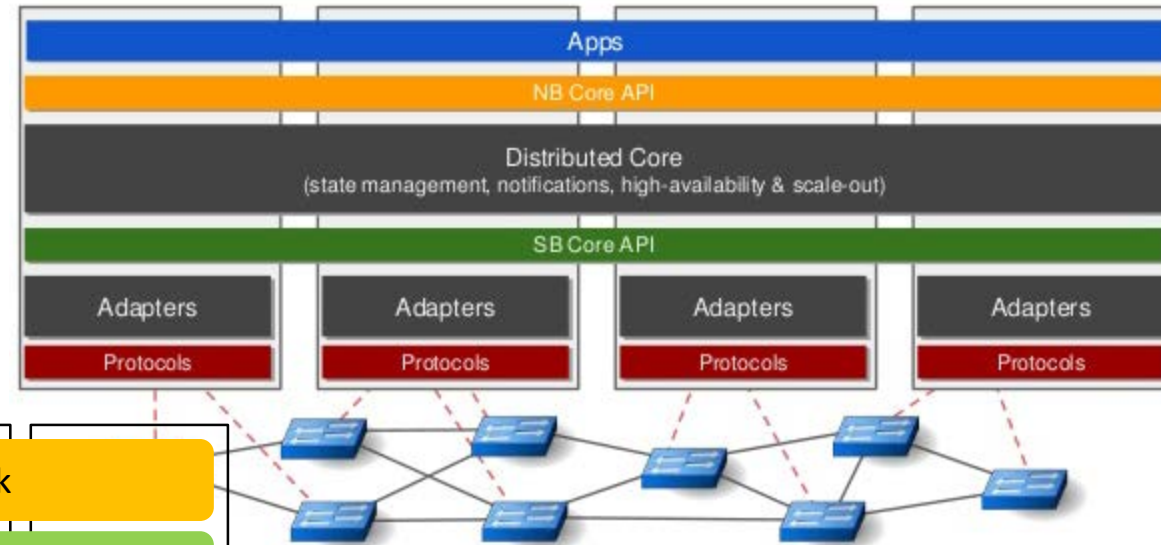 Apps
NB Core API
Distributed Core
(state management, notifications, high-availability & scale-out)
SB Core API
Adapters Adapters Adapters Adapters
Protocols Protocols Protocols Protocols